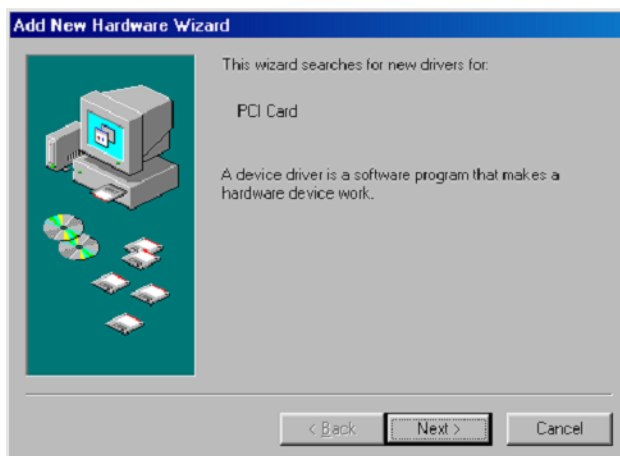 Add New Hardware Wizard
This wizard searches for new drivers for:
PCI Card
A device driver is a software program that makes a
hardware device work.
< Back
Next >
Cancel